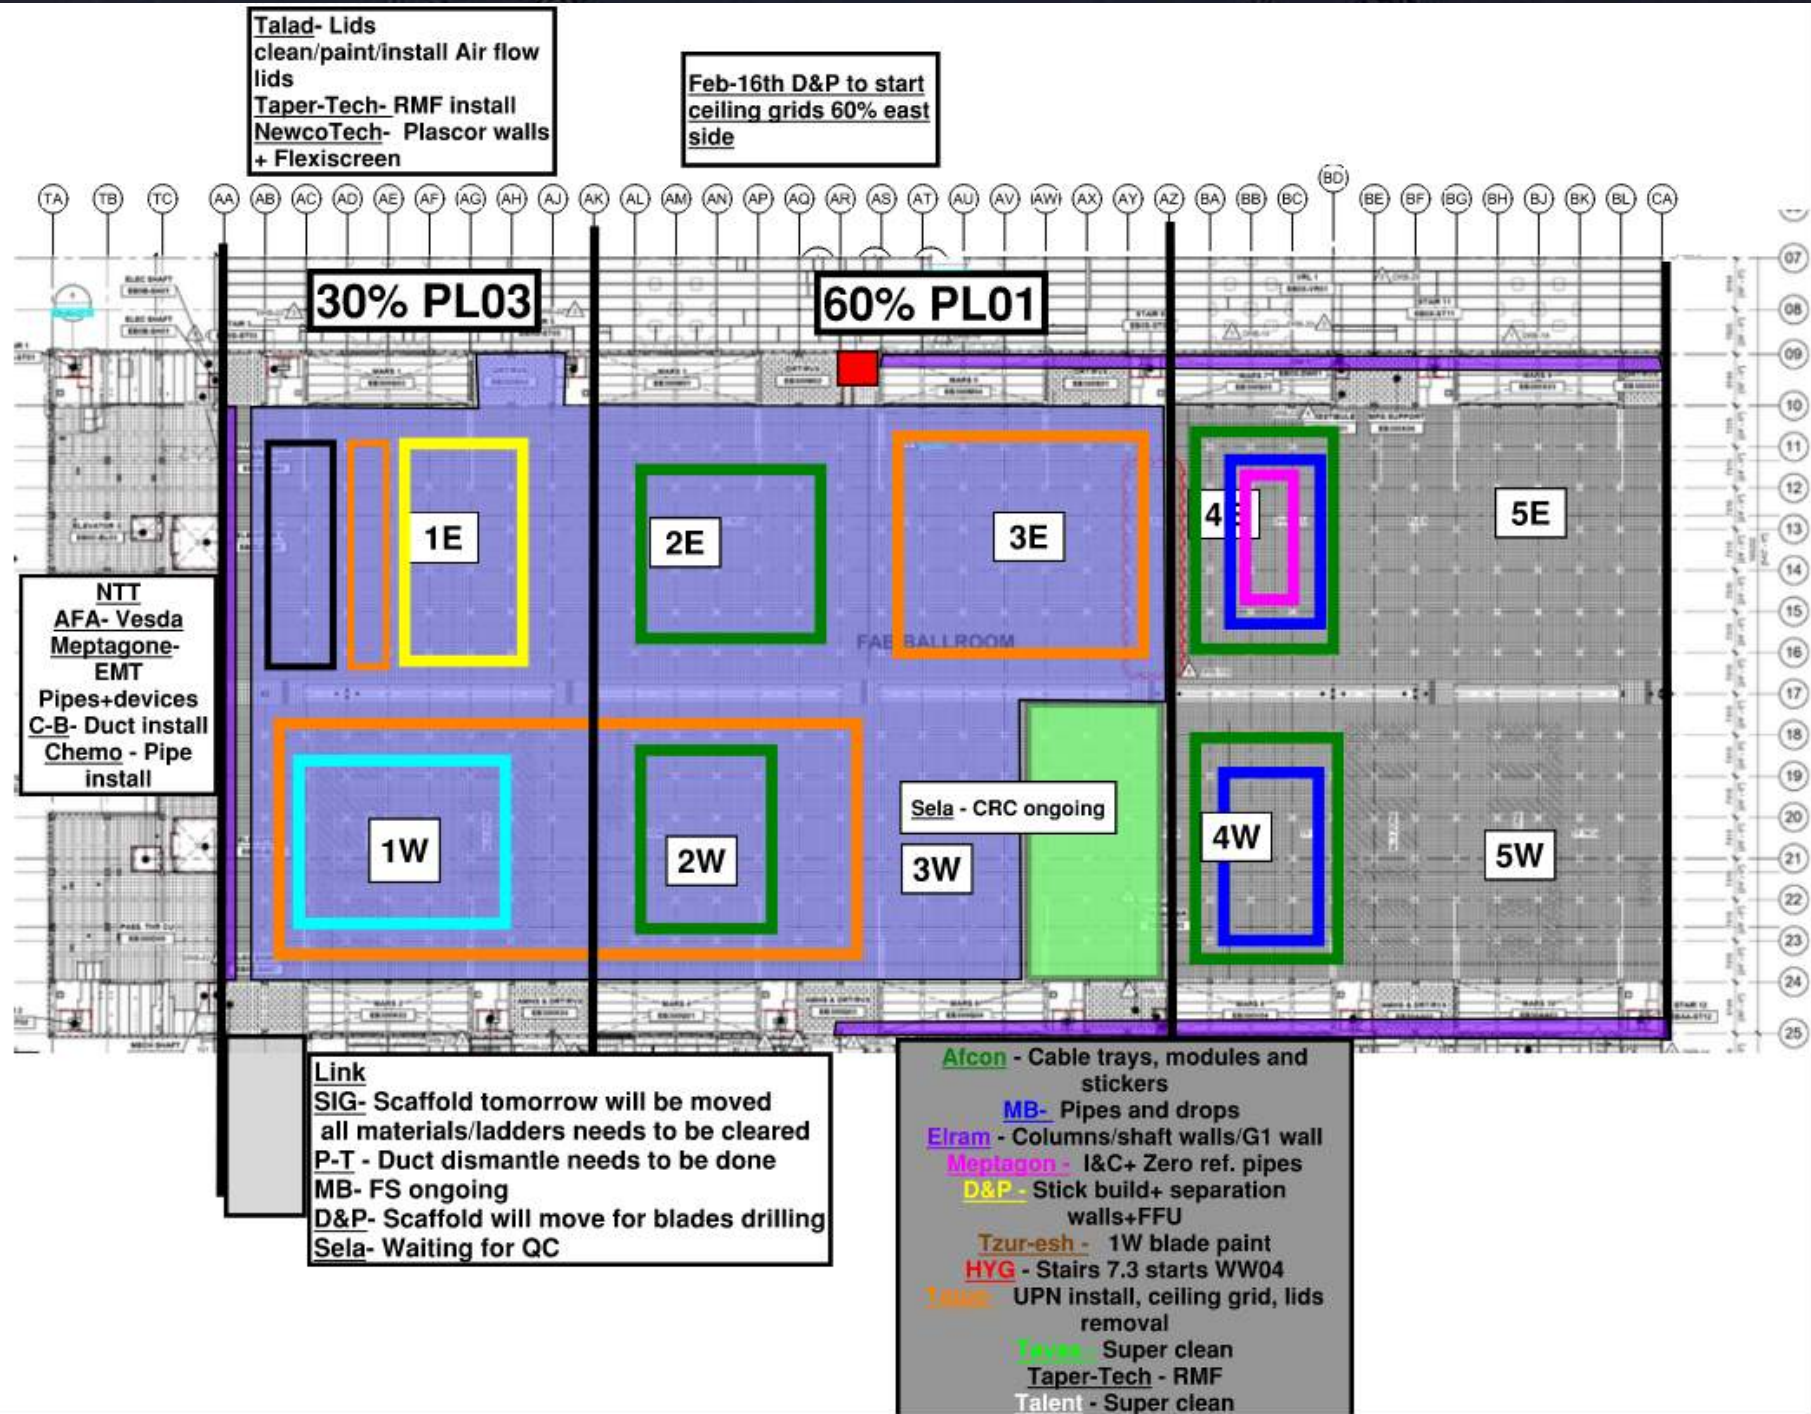 Talad- Lids
clean/paint/install Air flow
lids
Taper-Tech- RMF install
NewcoTech- Plascor walls
+ Flexiscreen
Feb-16th D&P to start
ceiling grids 60% east
side
TA TB TC AA AB AC AD AE AF AG AH AJ AK AL AM AN AP AQ AR AS AT AU AV AW AX AY AZ BA BB BC BD BE BF BG BH BJ BK BL CA
07
08
09
10
11
12
13
14
15
16
17
18
19
20
21
22
23
24
25
30% PL03
60% PL01
ELEC SHAFT
ELEC SHAFT
1E
2E
3E
4E
5E
FAB BALLROOM
NTT
AFA- Vesda
Meptagone-
EMT
Pipes+devices
C-B- Duct install
Chemo - Pipe
install
1W
2W
3W
4W
5W
Sela - CRC ongoing
MECH SHAFT
Link
SIG- Scaffold tomorrow will be moved
all materials/ladders needs to be cleared
P-T - Duct dismantle needs to be done
MB- FS ongoing
D&P- Scaffold will move for blades drilling
Sela- Waiting for QC
Afcon - Cable trays, modules and
stickers
MB- Pipes and drops
Elram - Columns/shaft walls/G1 wall
Meptagon - I&C+ Zero ref. pipes
D&P - Stick build+ separation
walls+FFU
Tzur-esh - 1W blade paint
HYG - Stairs 7.3 starts WW04
UPN install, ceiling grid, lids
removal
Super clean
Taper-Tech - RMF
Talent - Super clean